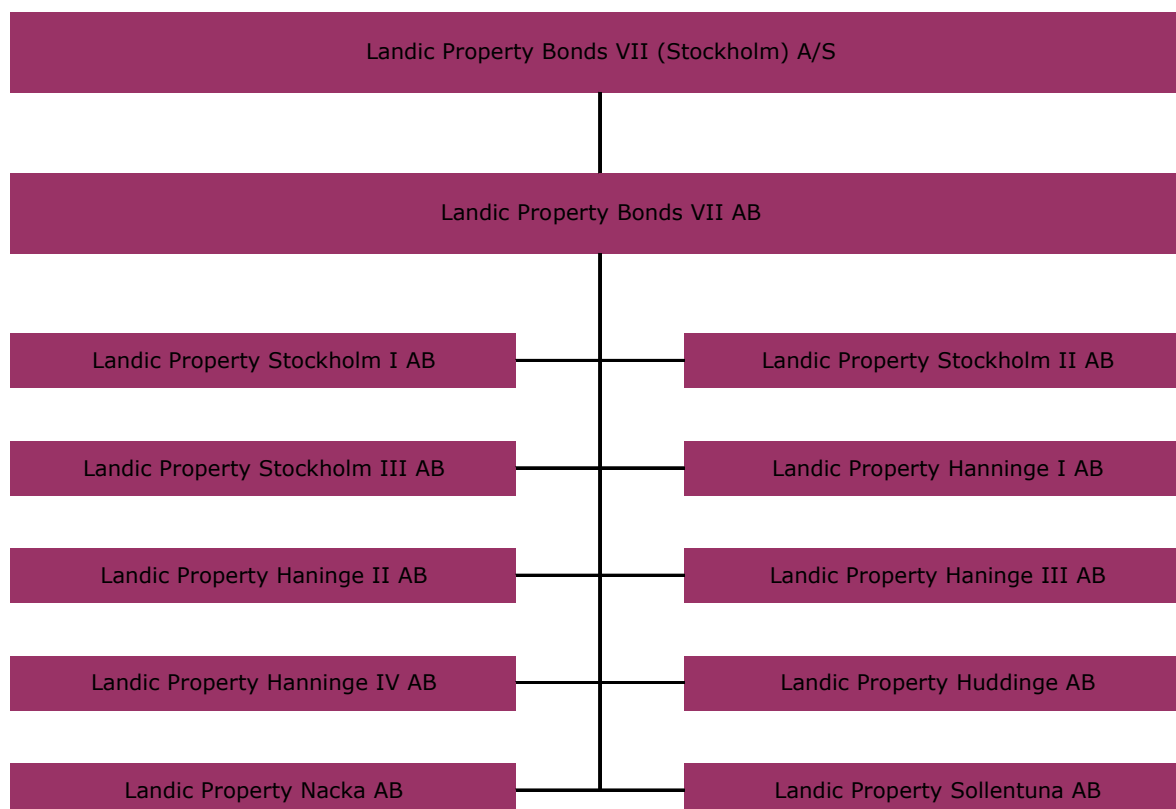 Landic Property Bonds VII (Stockholm) A/S
Landic Property Bonds VII AB
Landic Property Stockholm I AB
Landic Property Stockholm II AB
Landic Property Stockholm III AB
Landic Property Hanninge I AB
Landic Property Haninge II AB
Landic Property Haninge III AB
Landic Property Hanninge IV AB
Landic Property Huddinge AB
Landic Property Nacka AB
Landic Property Sollentuna AB